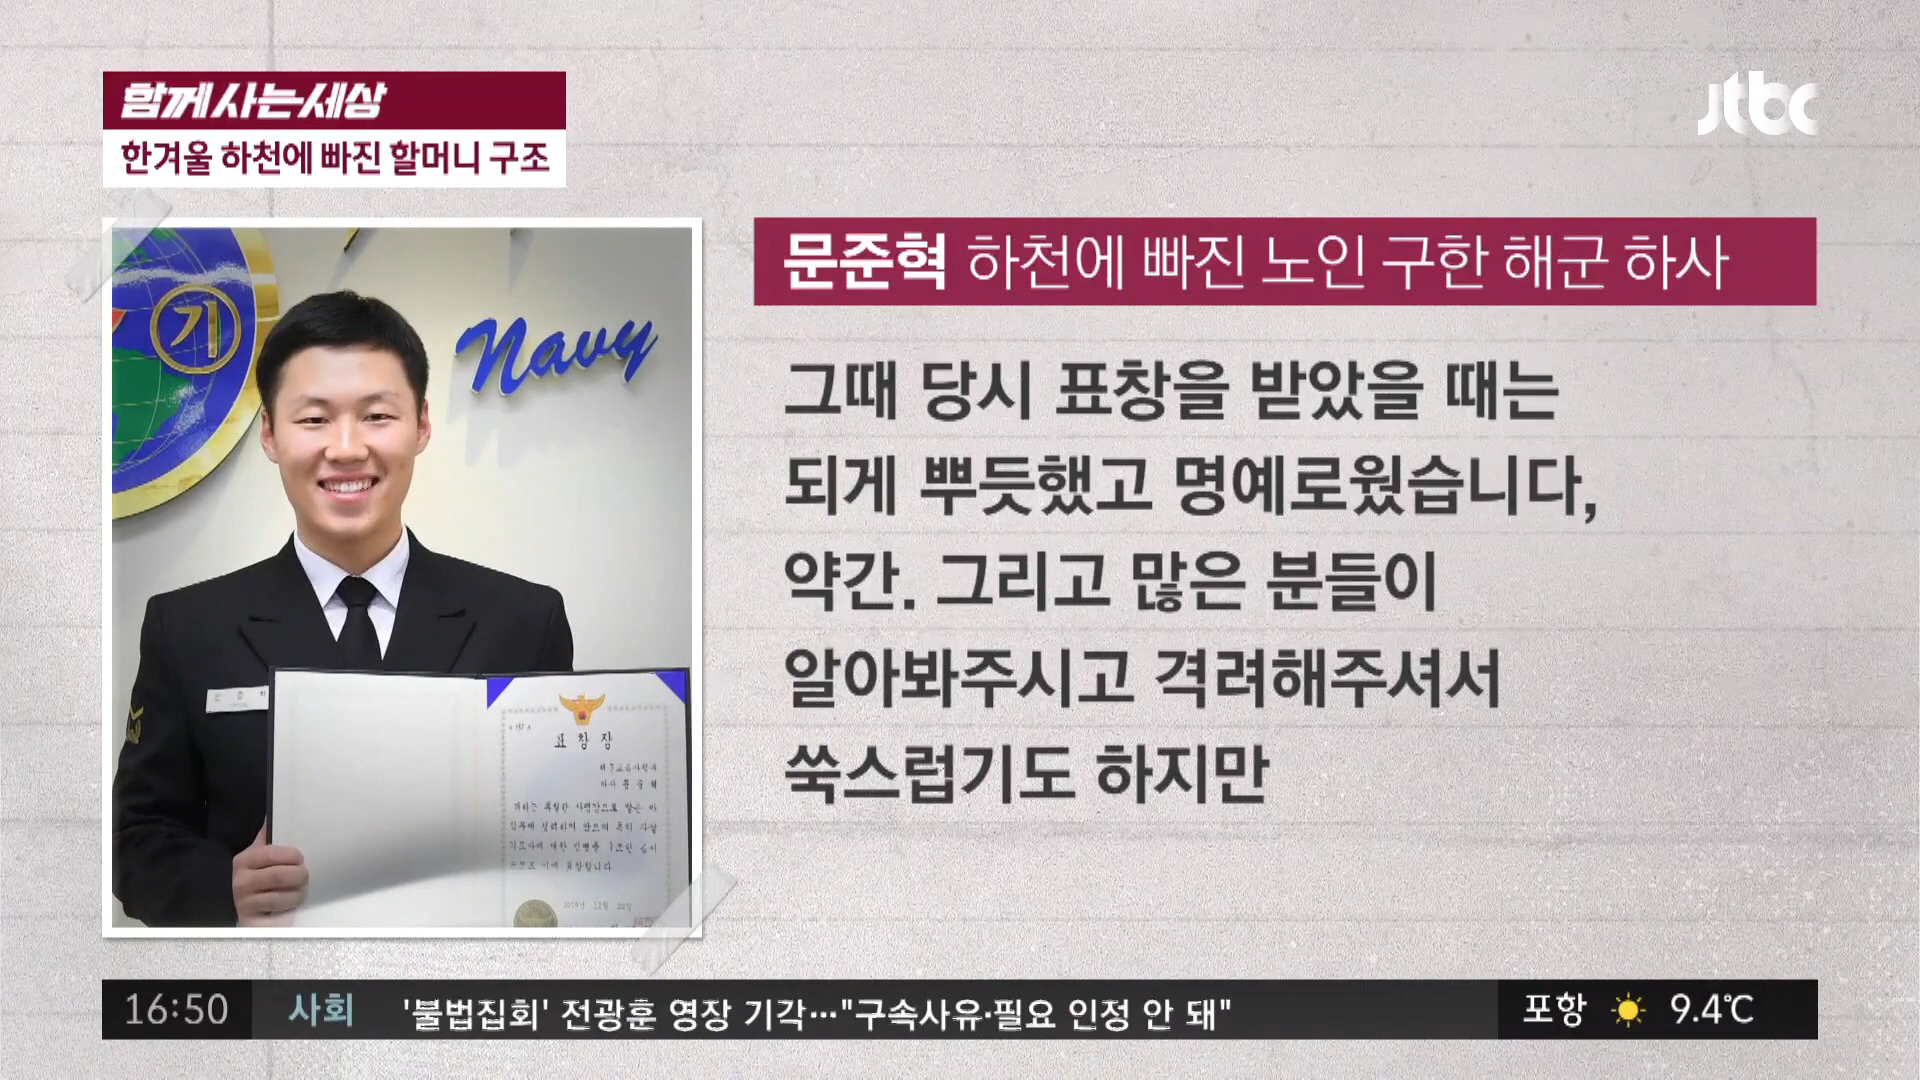 함께 사는 세상
한겨울 하천에 빠진 할머니 구조
jtbc
문준혁 하천에 빠진 노인 구한 해군 하사
그때 당시 표창을 받았을 때는
되게 뿌듯했고 명예로웠습니다,
약간. 그리고 많은 분들이
알아봐주시고 격려해주셔서
쑥스럽기도 하지만
기
Navy
표 창 장
하사 문 준 혁
16:50 사회 '불법집회' 전광훈 영장 기각…"구속사유·필요 인정 안 돼" 포항 9.4℃